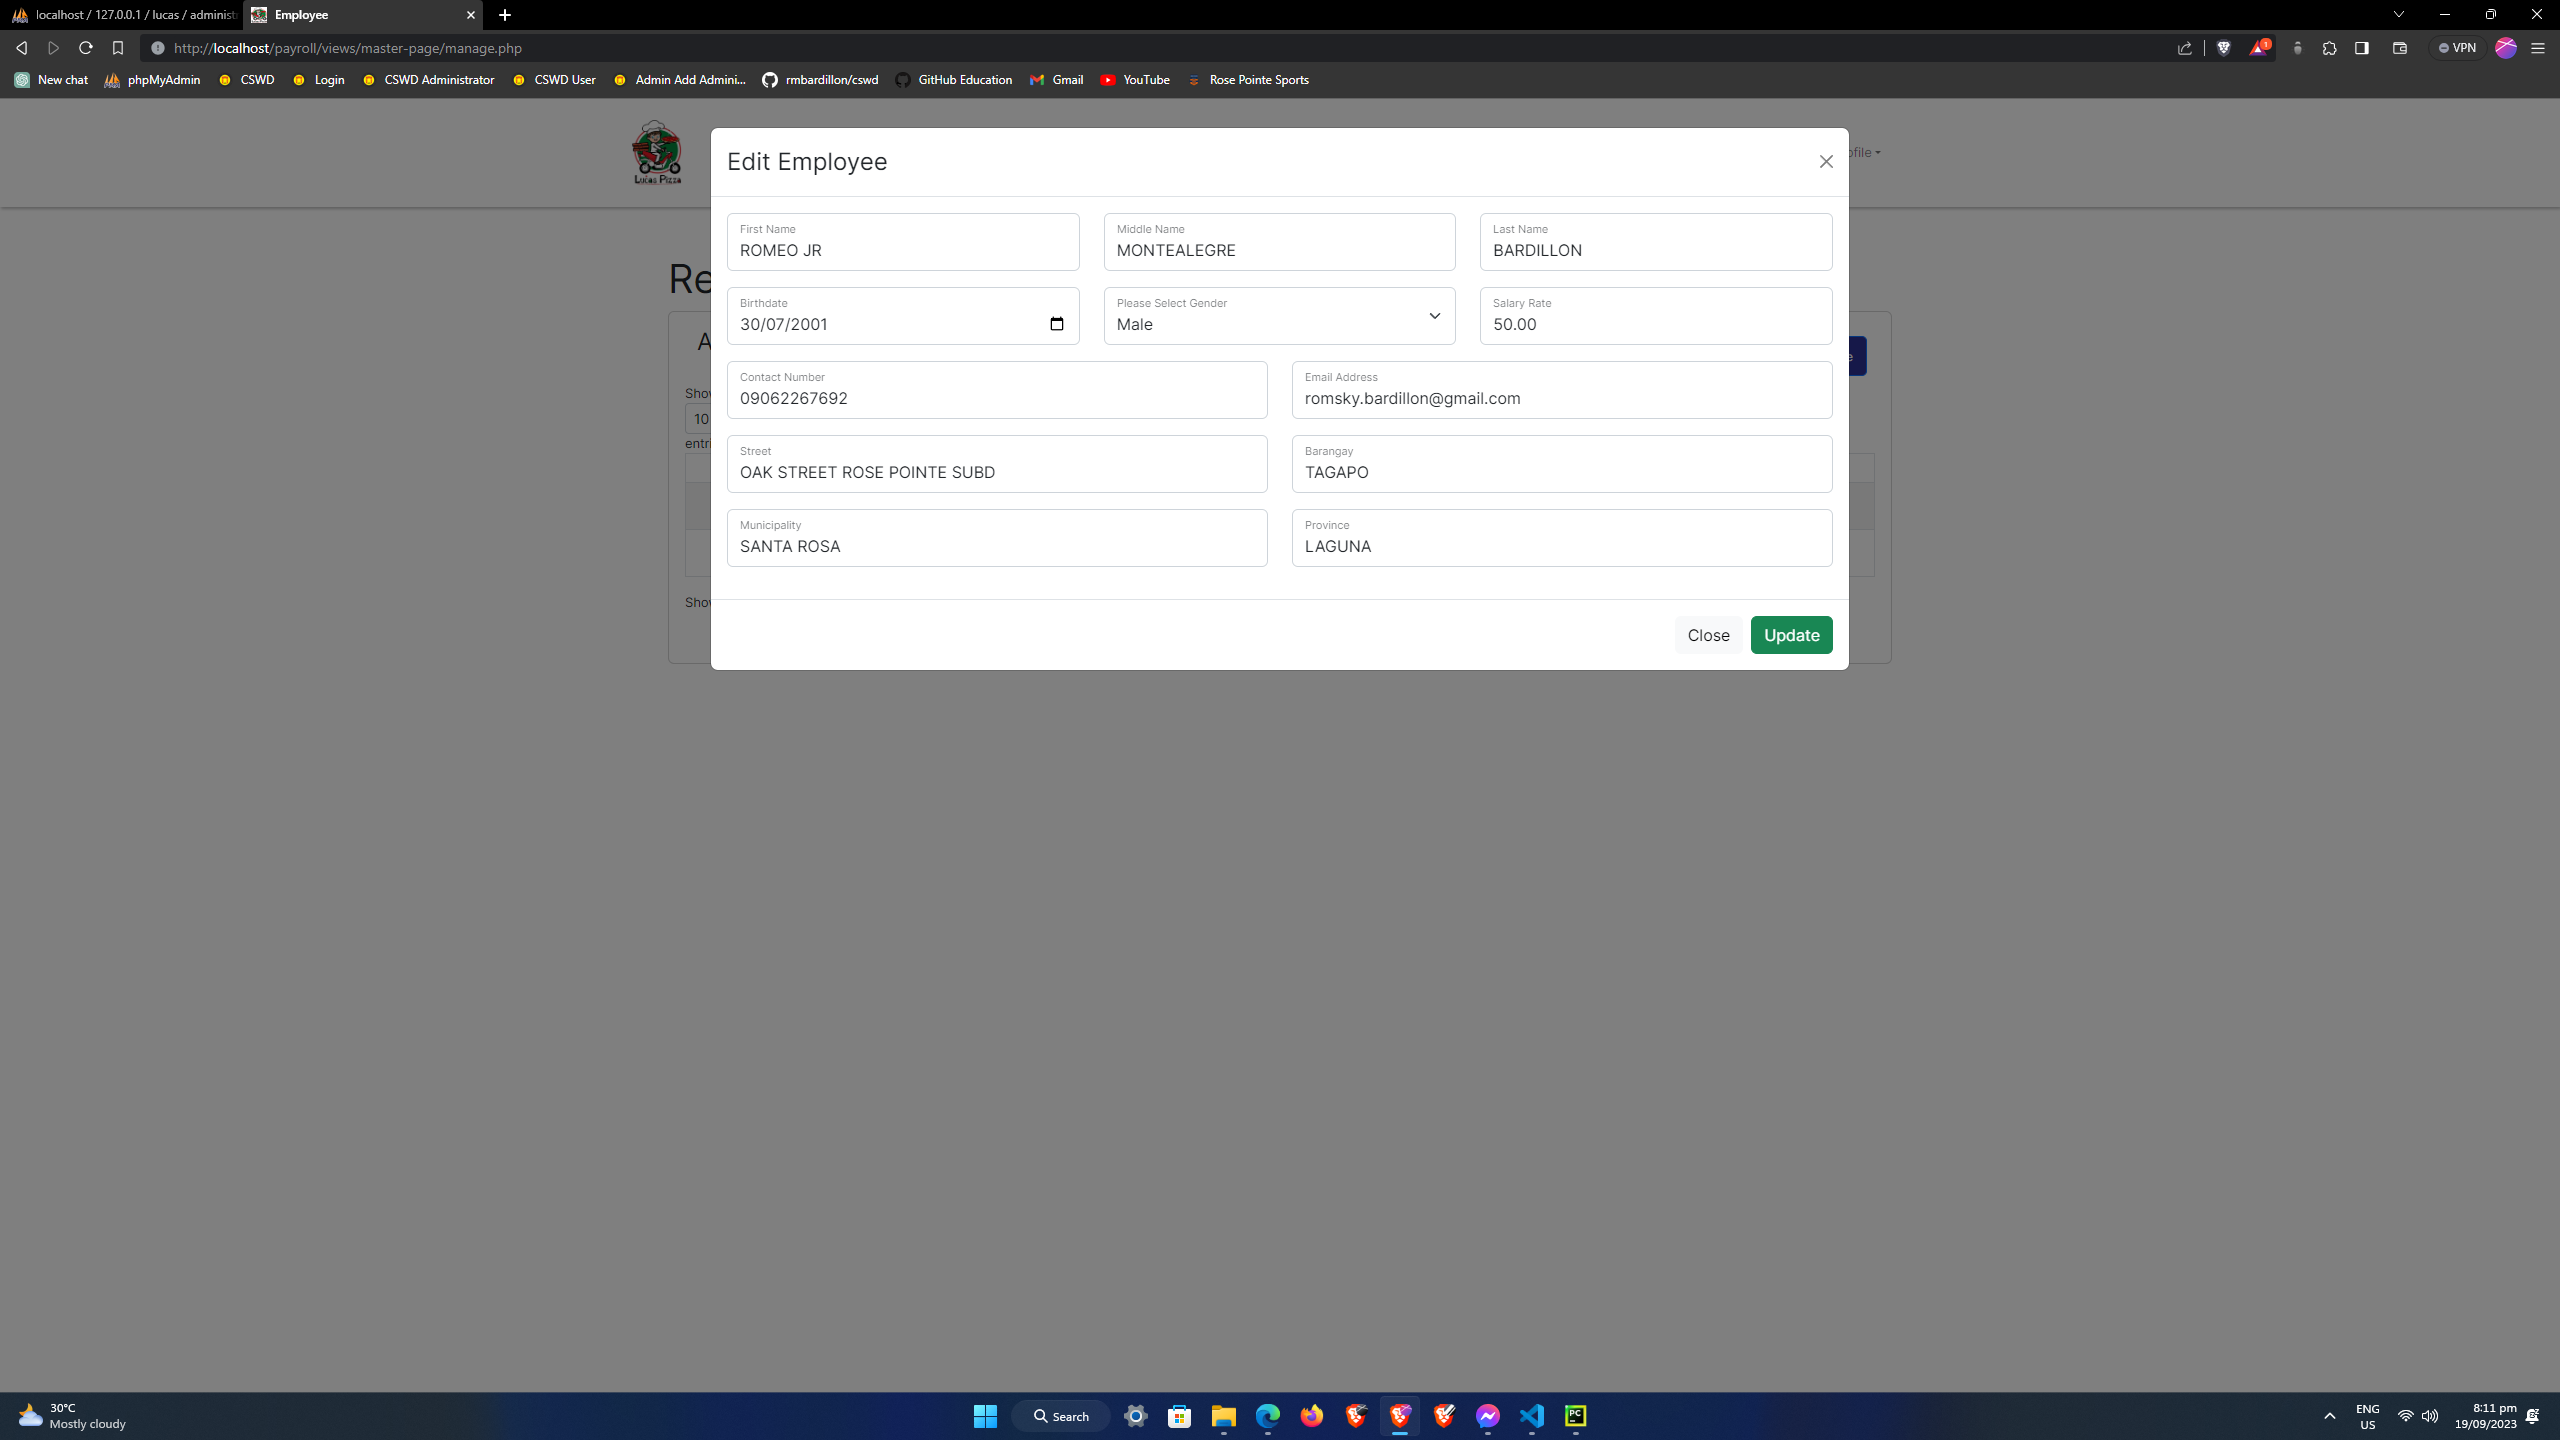 localhost / 127.0.0.1 / lucas / administ
Employee
http://localhost/payroll/views/master-page/manage.php
1
VPN
New chat
phpMyAdmin
CSWD
Login
CSWD Administrator
CSWD User
Admin Add Admini...
rmbardillon/cswd
GitHub Education
Gmail
YouTube
Rose Pointe Sports
Lucas Pizza
ofile
Edit Employee
First Name
ROMEO JR
Middle Name
MONTEALEGRE
Last Name
BARDILLON
Re
Birthdate
30/07/2001
Please Select Gender
Male
Salary Rate
50.00
A
e
Contact Number
09062267692
Email Address
romsky.bardillon@gmail.com
Show
10
entri
Street
OAK STREET ROSE POINTE SUBD
Barangay
TAGAPO
Municipality
SANTA ROSA
Province
LAGUNA
Show
Close
Update
30°C
Mostly cloudy
Search
PC
ENG
US
8:11 pm
19/09/2023